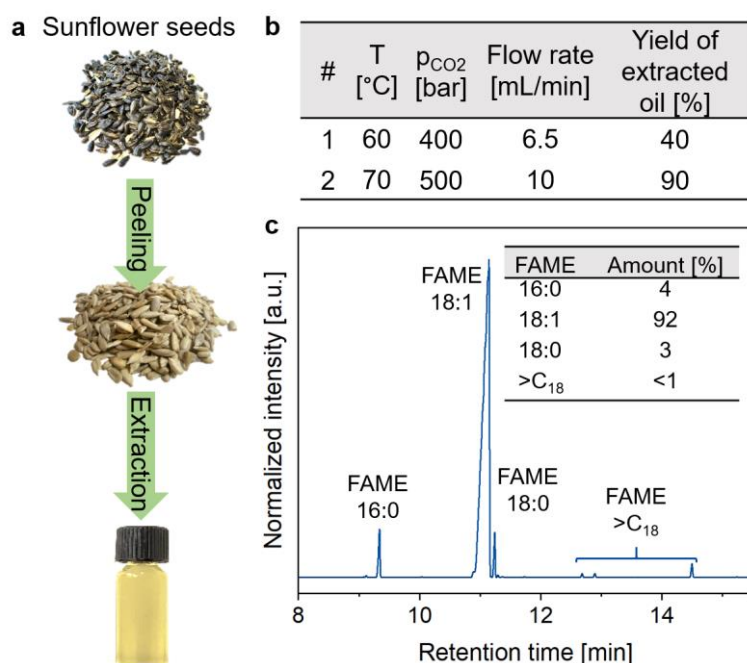 a Sunflower seeds
Peeling
Extraction
b
# T [°C] pCO2 [bar] Flow rate [mL/min] Yield of extracted oil [%]
1 60 400 6.5 40
2 70 500 10 90
c
Normalized intensity [a.u.]
FAME
18:1
FAME Amount [%]
16:0 4
18:1 92
18:0 3
>C18 <1
FAME
16:0
FAME
18:0
FAME
>C18
8 10 12 14
Retention time [min]